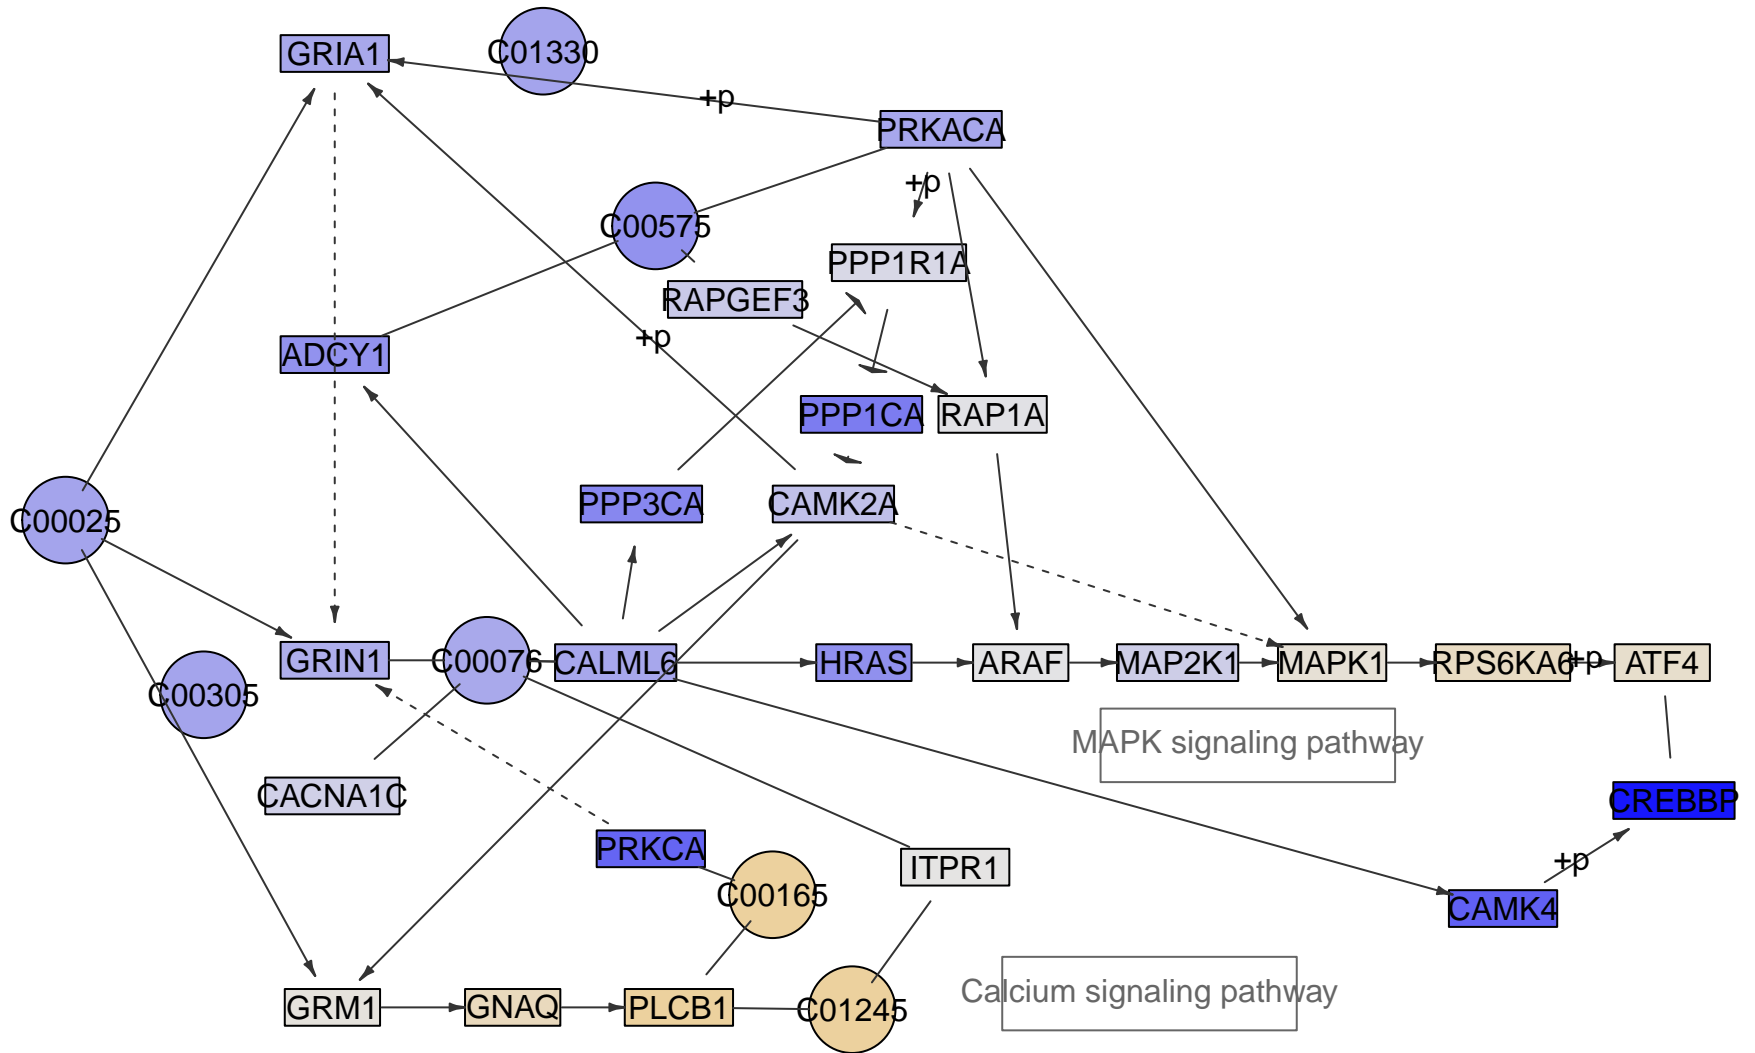 GRIA1
C01330
+p
PRKACA
+p
C00575
PPP1R1A
RAPGEF3
+p
ADCY1
PPP1CA
RAP1A
PPP3CA
CAMK2A
C00025
GRIN1
C00076
CALML6
HRAS
ARAF
MAP2K1
MAPK1
RPS6KA6
+p
ATF4
C00305
MAPK signaling pathway
CACNA1C
CREBBP
PRKCA
ITPR1
+p
C00165
CAMK4
Calcium signaling pathway
GRM1
GNAQ
PLCB1
C01245